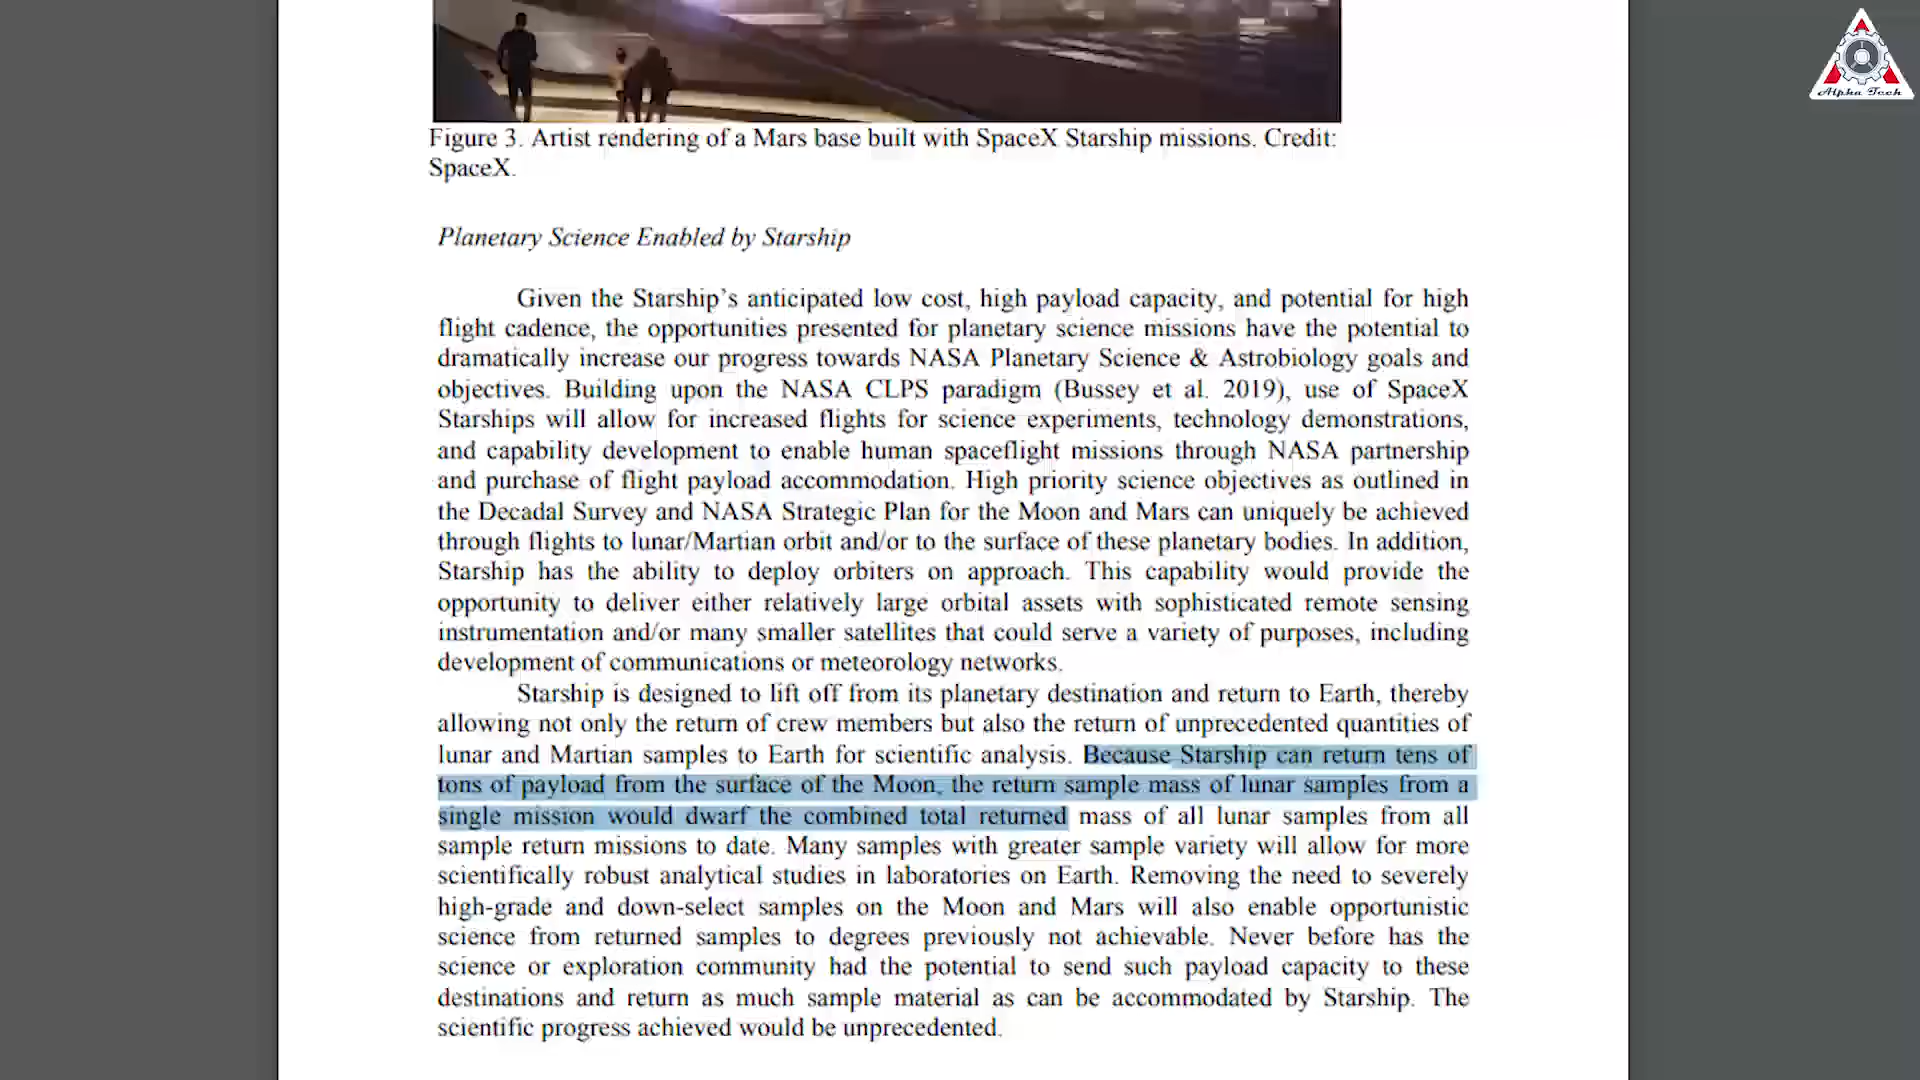 Alpha Tech
Figure 3. Artist rendering of a Mars base built with SpaceX Starship missions. Credit:
SpaceX.
Planetary Science Enabled by Starship
Given the Starship’s anticipated low cost, high payload capacity, and potential for high
flight cadence, the opportunities presented for planetary science missions have the potential to
dramatically increase our progress towards NASA Planetary Science & Astrobiology goals and
objectives. Building upon the NASA CLPS paradigm (Bussey et al. 2019), use of SpaceX
Starships will allow for increased flights for science experiments, technology demonstrations,
and capability development to enable human spaceflight missions through NASA partnership
and purchase of flight payload accommodation. High priority science objectives as outlined in
the Decadal Survey and NASA Strategic Plan for the Moon and Mars can uniquely be achieved
through flights to lunar/Martian orbit and/or to the surface of these planetary bodies. In addition,
Starship has the ability to deploy orbiters on approach. This capability would provide the
opportunity to deliver either relatively large orbital assets with sophisticated remote sensing
instrumentation and/or many smaller satellites that could serve a variety of purposes, including
development of communications or meteorology networks.
Starship is designed to lift off from its planetary destination and return to Earth, thereby
allowing not only the return of crew members but also the return of unprecedented quantities of
lunar and Martian samples to Earth for scientific analysis. Because Starship can return tens of
tons of payload from the surface of the Moon, the return sample mass of lunar samples from a
single mission would dwarf the combined total returned mass of all lunar samples from all
sample return missions to date. Many samples with greater sample variety will allow for more
scientifically robust analytical studies in laboratories on Earth. Removing the need to severely
high-grade and down-select samples on the Moon and Mars will also enable opportunistic
science from returned samples to degrees previously not achievable. Never before has the
science or exploration community had the potential to send such payload capacity to these
destinations and return as much sample material as can be accommodated by Starship. The
scientific progress achieved would be unprecedented.